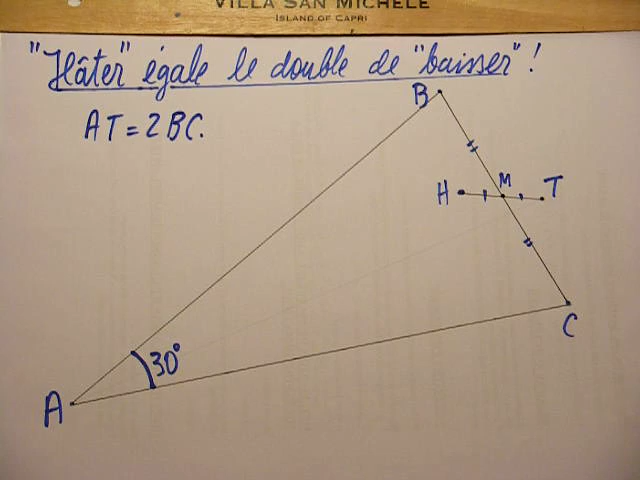 VILLA SAN MICHELE
ISLAND OF CAPRI
"Hâter" égale le double de "baisser" !
AT = 2BC.
B
H
M
T
C
30°
A